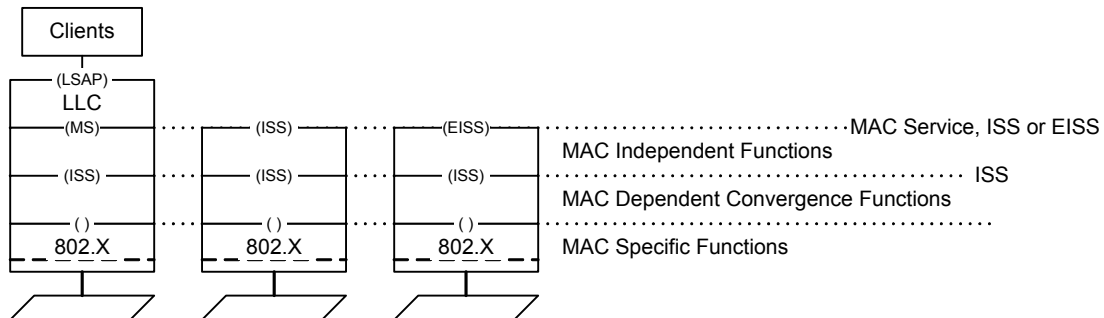 Clients
(LSAP)
LLC
(MS) (ISS) (EISS) MAC Service, ISS or EISS
MAC Independent Functions
(ISS) (ISS) (ISS) ISS
MAC Dependent Convergence Functions
( ) ( ) ( )
802.X 802.X 802.X MAC Specific Functions